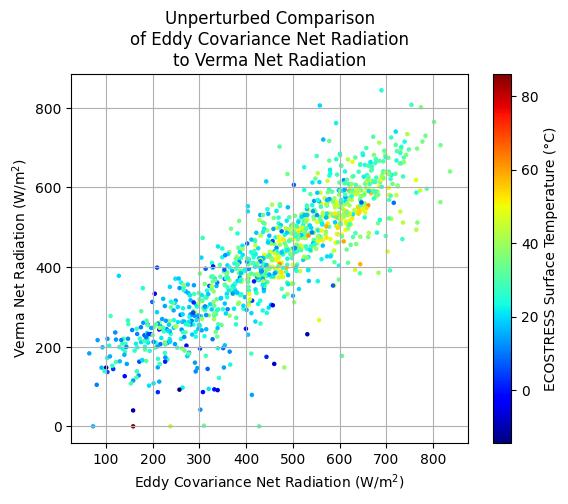 Unperturbed Comparison
of Eddy Covariance Net Radiation
to Verma Net Radiation
800
600
400
200
0
Verma Net Radiation (W/m²)
100 200 300 400 500 600 700 800
Eddy Covariance Net Radiation (W/m²)
80
60
40
20
0
ECOSTRESS Surface Temperature (°C)